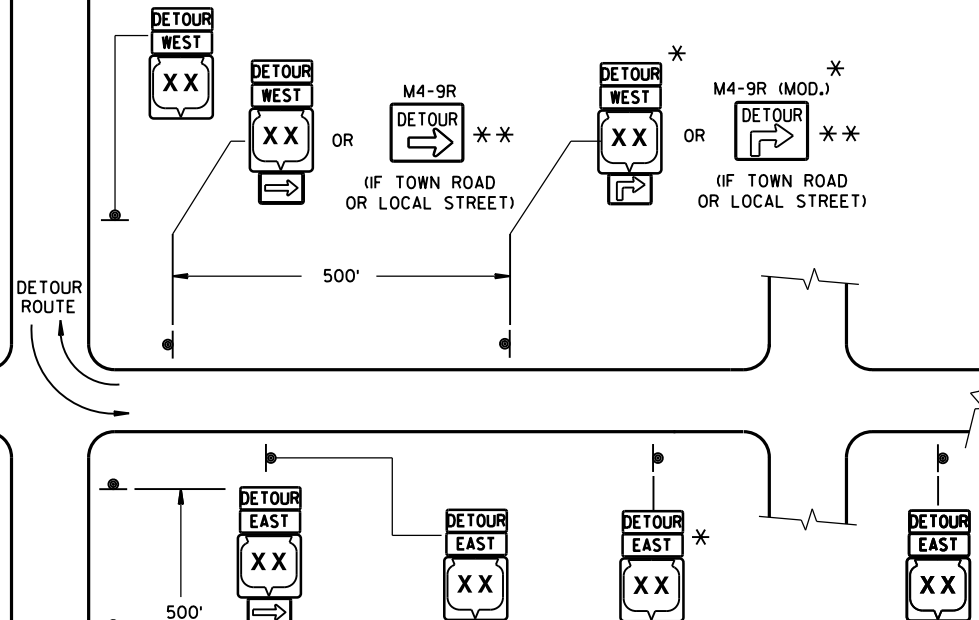 DETOUR
WEST
XX
DETOUR
WEST
XX
OR
M4-9R
DETOUR
**
(IF TOWN ROAD
OR LOCAL STREET)
DETOUR
*
WEST
XX
OR
M4-9R (MOD.)
*
DETOUR
**
(IF TOWN ROAD
OR LOCAL STREET)
500'
DETOUR
ROUTE
DETOUR
EAST
XX
500'
DETOUR
EAST
XX
DETOUR
EAST
*
XX
DETOUR
EAST
XX